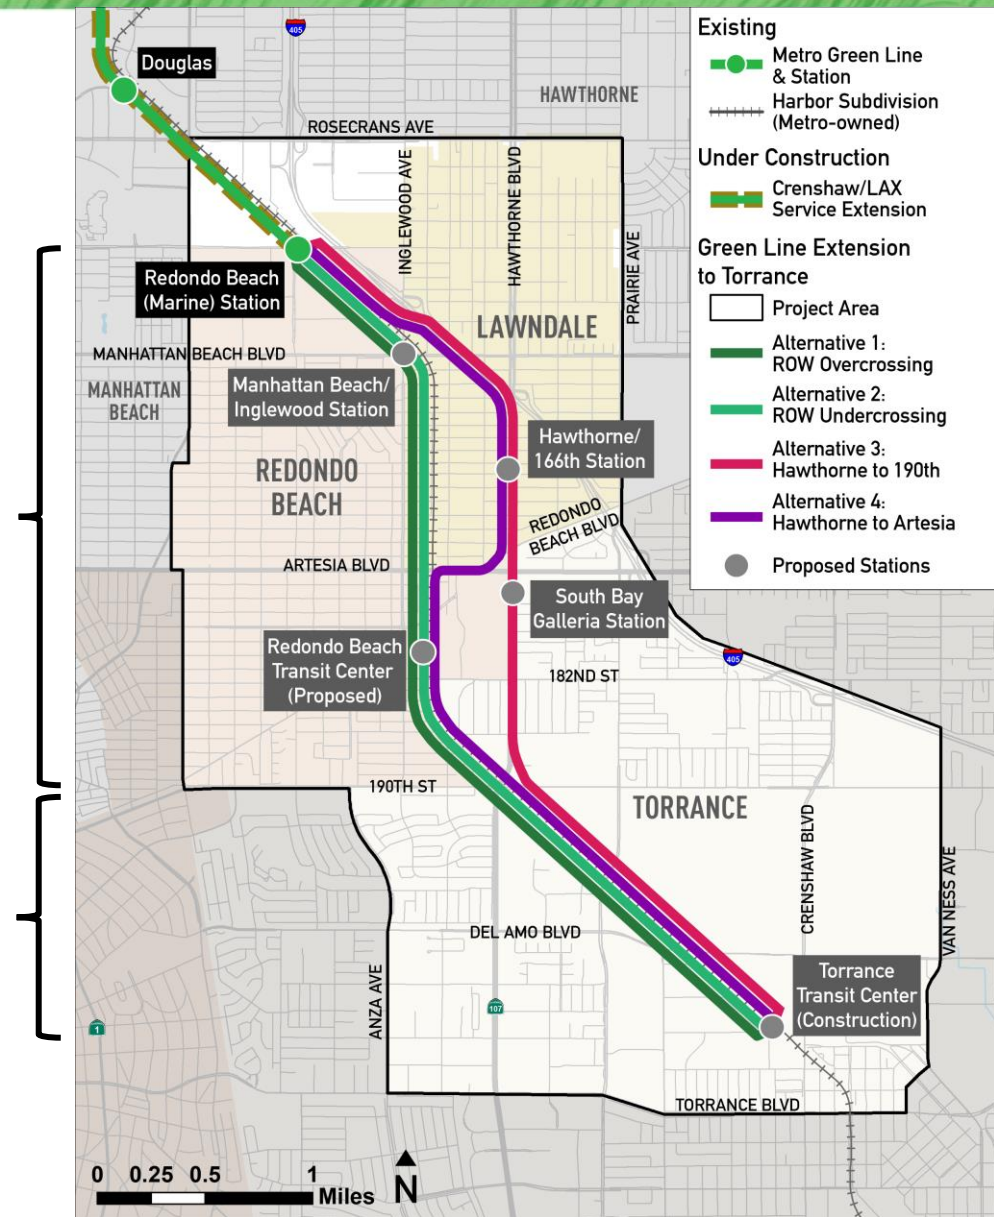 405
Douglas
HAWTHORNE
ROSECRANS AVE
INGLEWOOD AVE
HAWTHORNE BLVD
PRAIRIE AVE
Redondo Beach
(Marine) Station
LAWNDALE
MANHATTAN BEACH BLVD
MANHATTAN
BEACH
Manhattan Beach/
Inglewood Station
Hawthorne/
166th Station
REDONDO
BEACH
REDONDO
BEACH BLVD
ARTESIA BLVD
South Bay
Galleria Station
Redondo Beach
Transit Center
(Proposed)
405
182ND ST
190TH ST
TORRANCE
CRENSHAW BLVD
VAN NESS AVE
DEL AMO BLVD
ANZA AVE
107
1
Torrance
Transit Center
(Construction)
TORRANCE BLVD
0 0.25 0.5 1
Miles
N
Existing
Metro Green Line
& Station
Harbor Subdivision
(Metro-owned)
Under Construction
Crenshaw/LAX
Service Extension
Green Line Extension
to Torrance
Project Area
Alternative 1:
ROW Overcrossing
Alternative 2:
ROW Undercrossing
Alternative 3:
Hawthorne to 190th
Alternative 4:
Hawthorne to Artesia
Proposed Stations